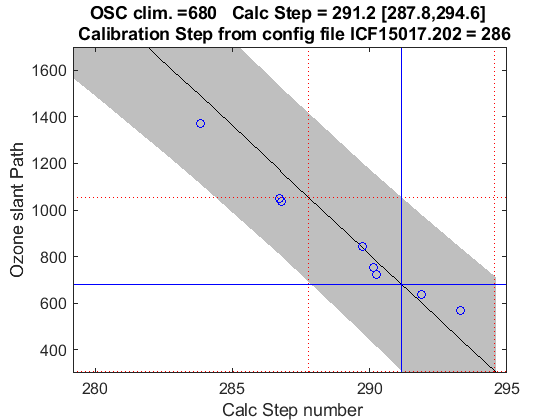 OSC clim. =680 Calc Step = 291.2 [287.8,294.6]
Calibration Step from config file ICF15017.202 = 286
Ozone slant Path
1600
1400
1200
1000
800
600
400
280 285 290 295
Calc Step number